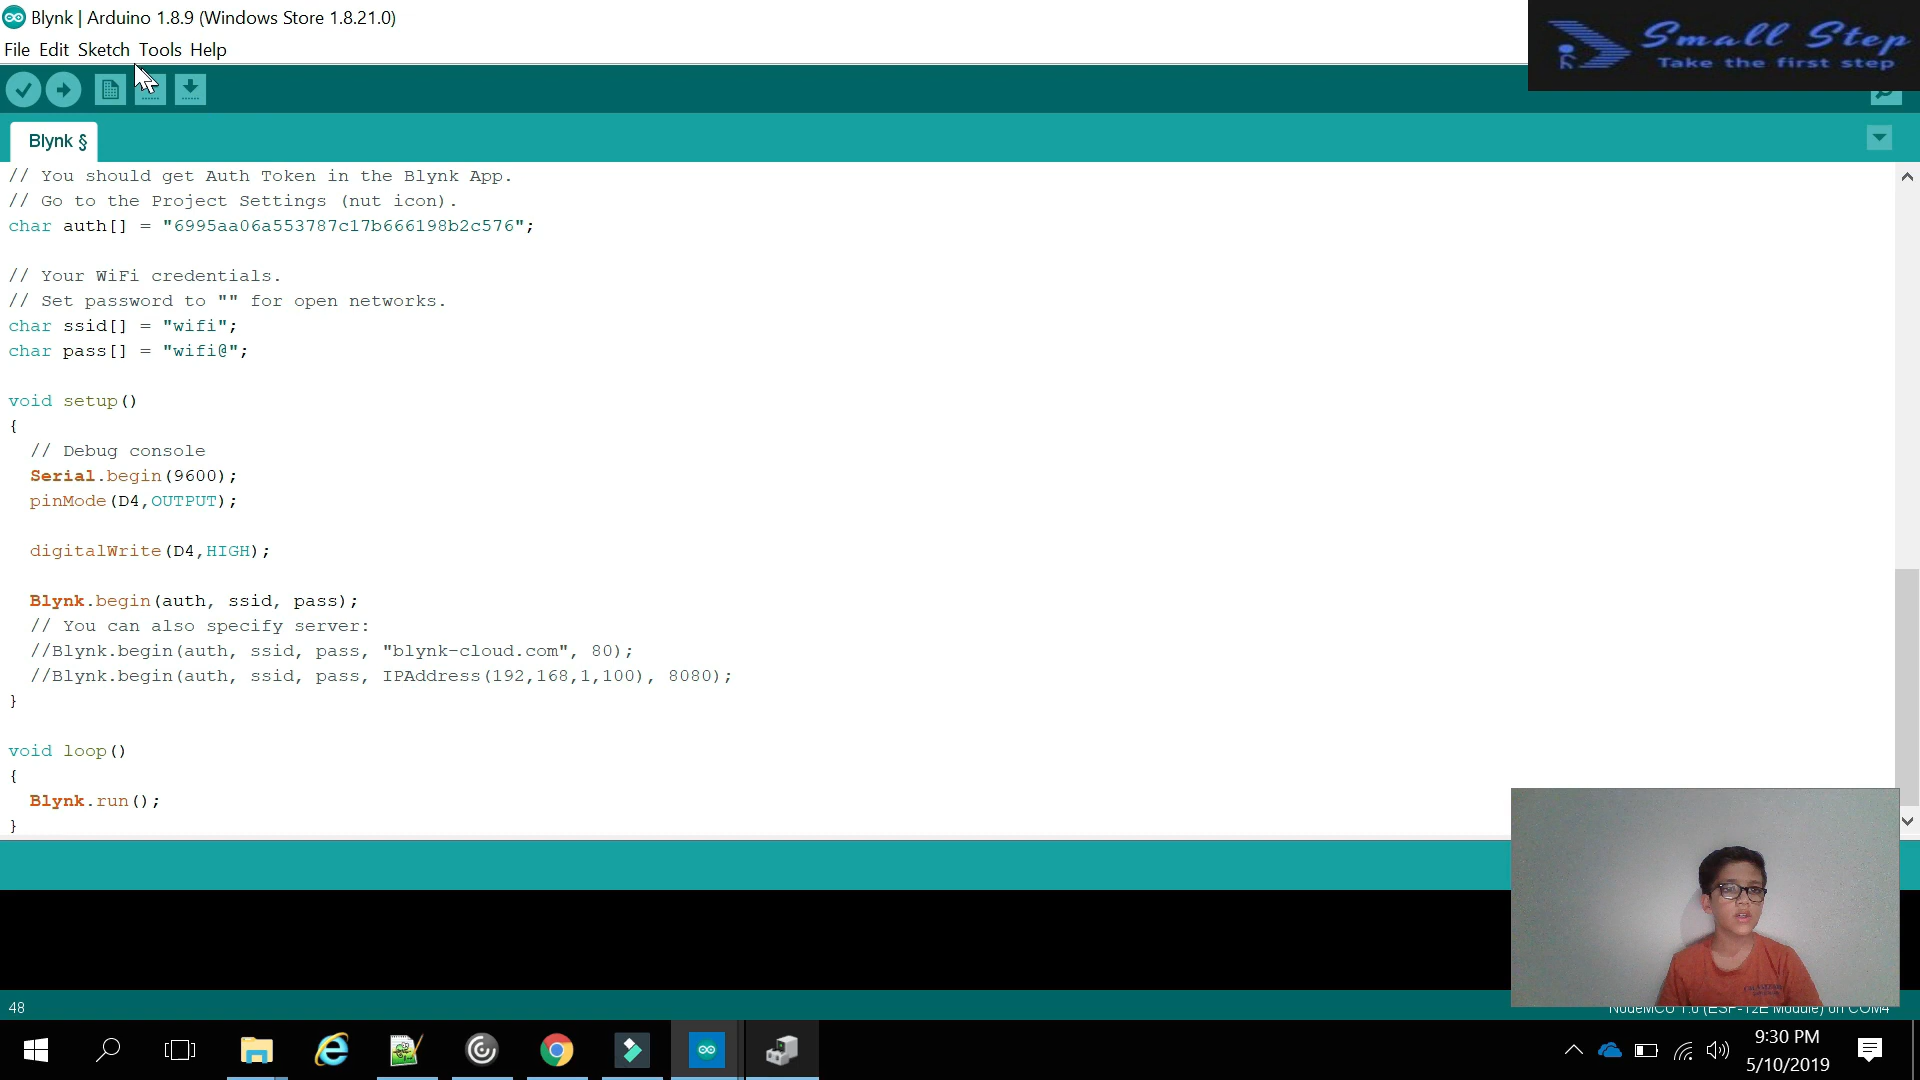 Blynk | Arduino 1.8.9 (Windows Store 1.8.21.0)
File Edit Sketch Tools Help
Small Step
Take the first step
Blynk §
// You should get Auth Token in the Blynk App.
// Go to the Project Settings (nut icon).
char auth[] = "6995aa06a553787c17b666198b2c576";
// Your WiFi credentials.
// Set password to "" for open networks.
char ssid[] = "wifi";
char pass[] = "wifi@";
void setup()
{
// Debug console
Serial.begin(9600);
pinMode(D4,OUTPUT);
digitalWrite(D4,HIGH);
Blynk.begin(auth, ssid, pass);
// You can also specify server:
//Blynk.begin(auth, ssid, pass, "blynk-cloud.com", 80);
//Blynk.begin(auth, ssid, pass, IPAddress(192,168,1,100), 8080);
}
void loop()
{
Blynk.run();
}
48
NodeMCU 1.0 (ESP-12E Module) on COM4
9:30 PM
5/10/2019